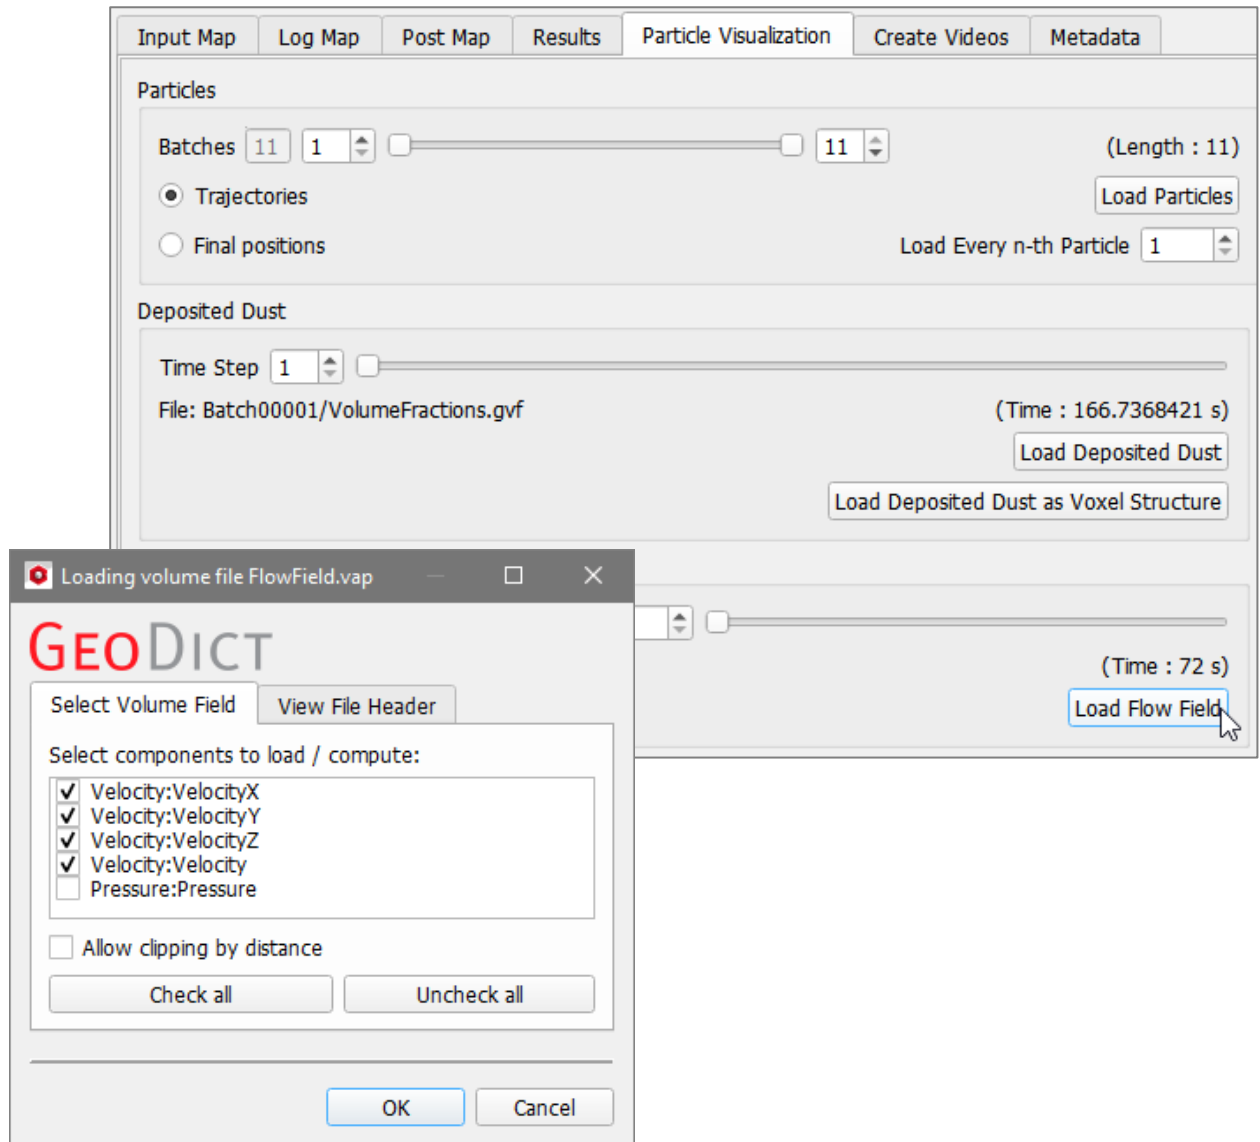 Input Map Log Map Post Map Results Particle Visualization Create Videos Metadata
Particles
Batches 11 1 11 (Length : 11)
Trajectories Load Particles
Final positions Load Every n-th Particle 1
Deposited Dust
Time Step 1
File: Batch00001/VolumeFractions.gvf (Time : 166.7368421 s)
Load Deposited Dust
Load Deposited Dust as Voxel Structure
(Time : 72 s)
Load Flow Field
Loading volume file FlowField.vap
GEODICT
Select Volume Field View File Header
Select components to load / compute:
Velocity:VelocityX
Velocity:VelocityY
Velocity:VelocityZ
Velocity:Velocity
Pressure:Pressure
Allow clipping by distance
Check all Uncheck all
OK Cancel